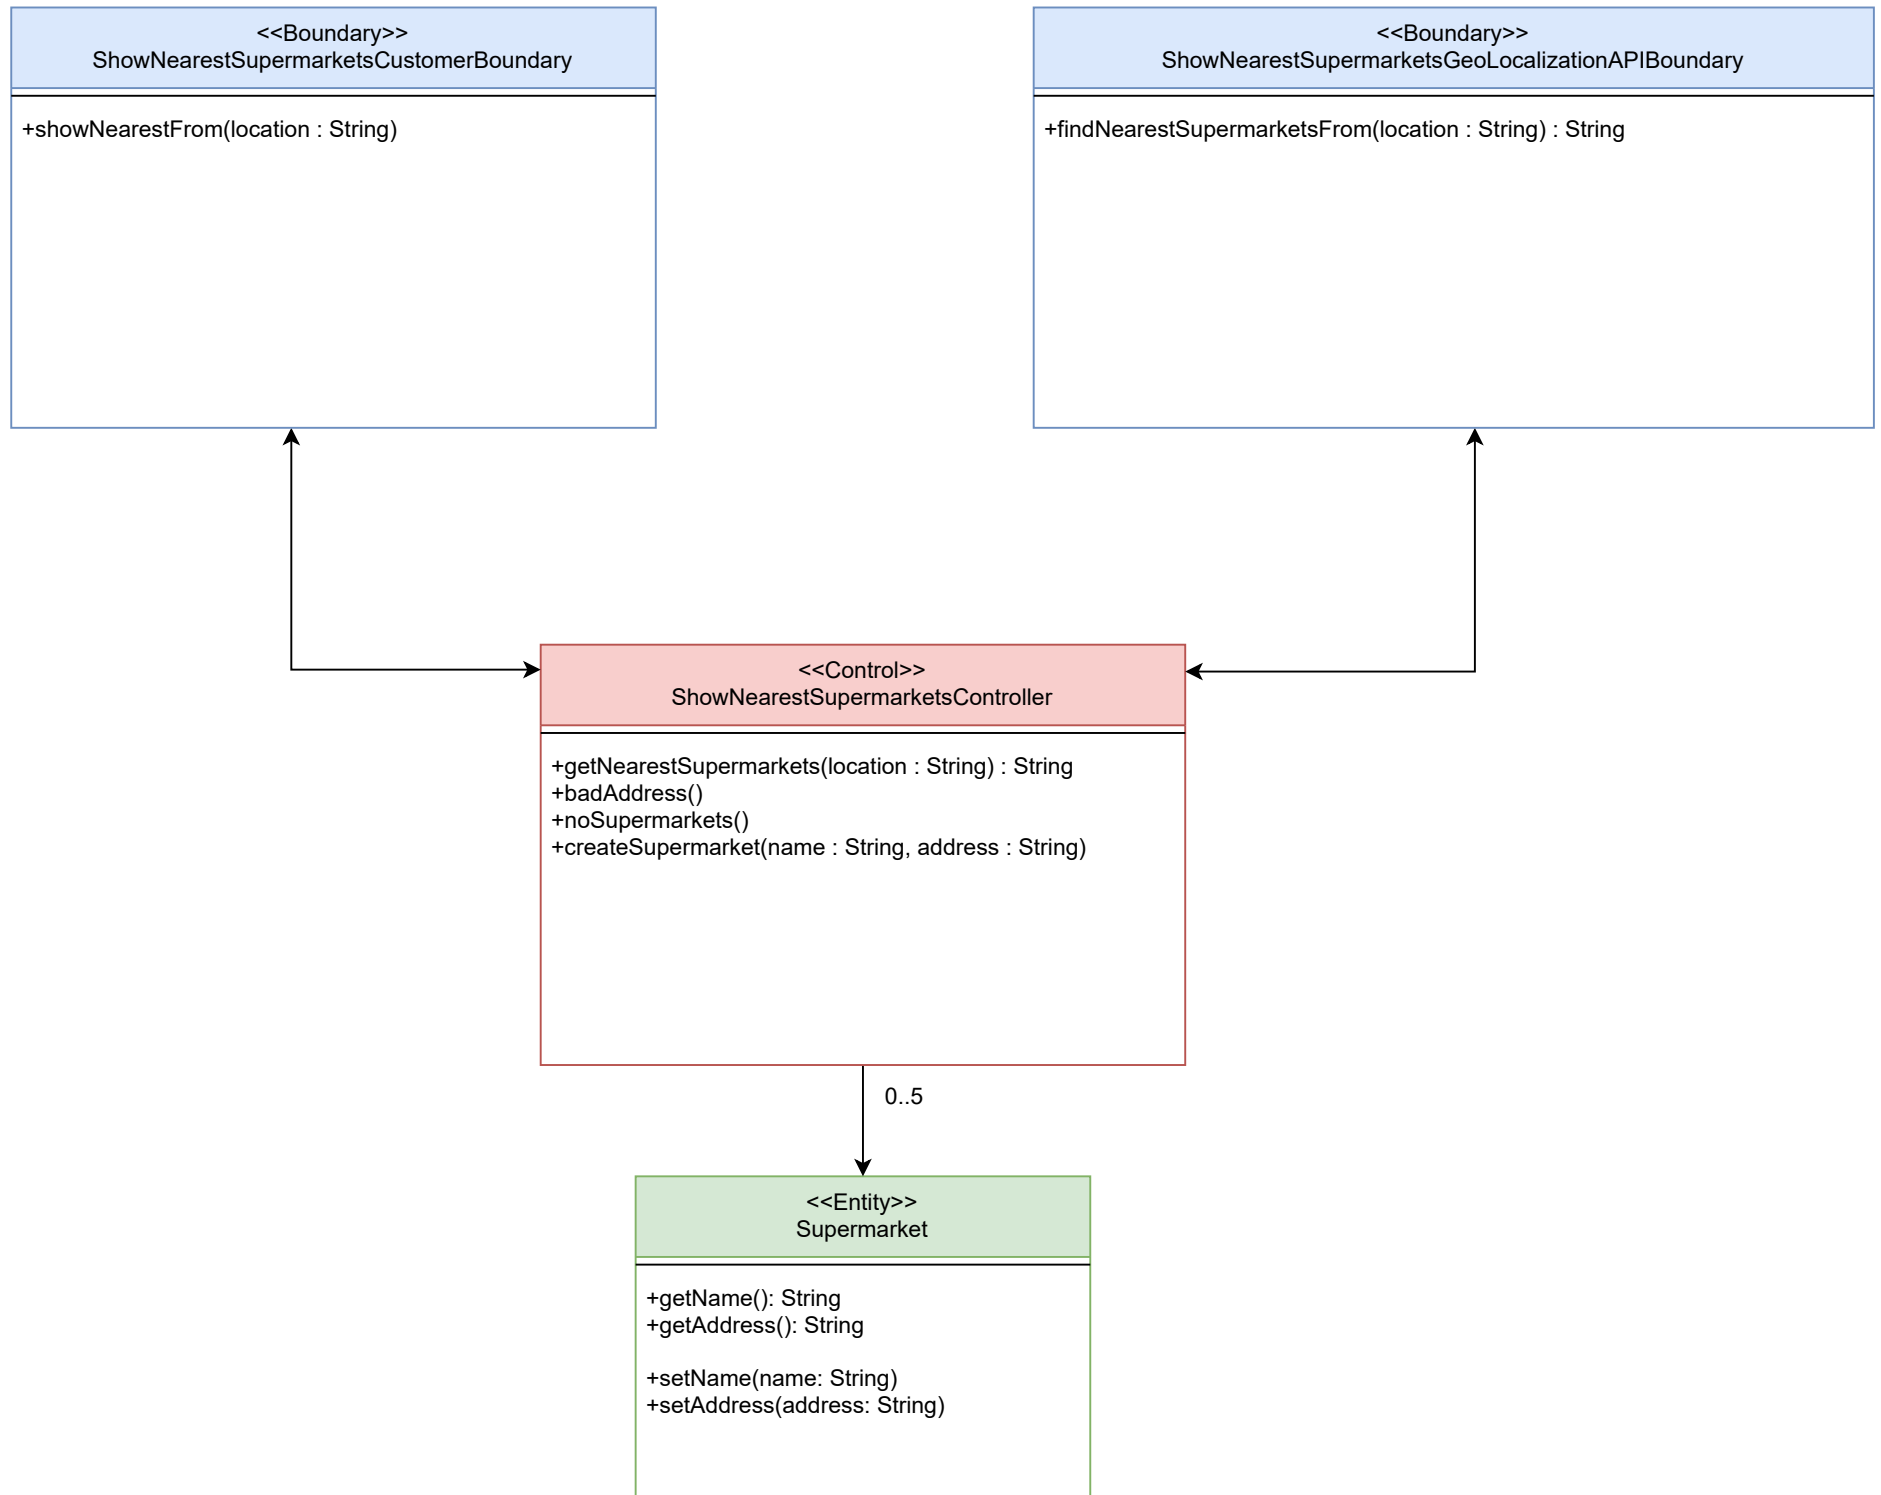 <<Boundary>>
ShowNearestSupermarketsCustomerBoundary
+showNearestFrom(location : String)
<<Boundary>>
ShowNearestSupermarketsGeoLocalizationAPIBoundary
+findNearestSupermarketsFrom(location : String) : String
<<Control>>
ShowNearestSupermarketsController
+getNearestSupermarkets(location : String) : String
+badAddress()
+noSupermarkets()
+createSupermarket(name : String, address : String)
0..5
<<Entity>>
Supermarket
+getName(): String
+getAddress(): String
+setName(name: String)
+setAddress(address: String)